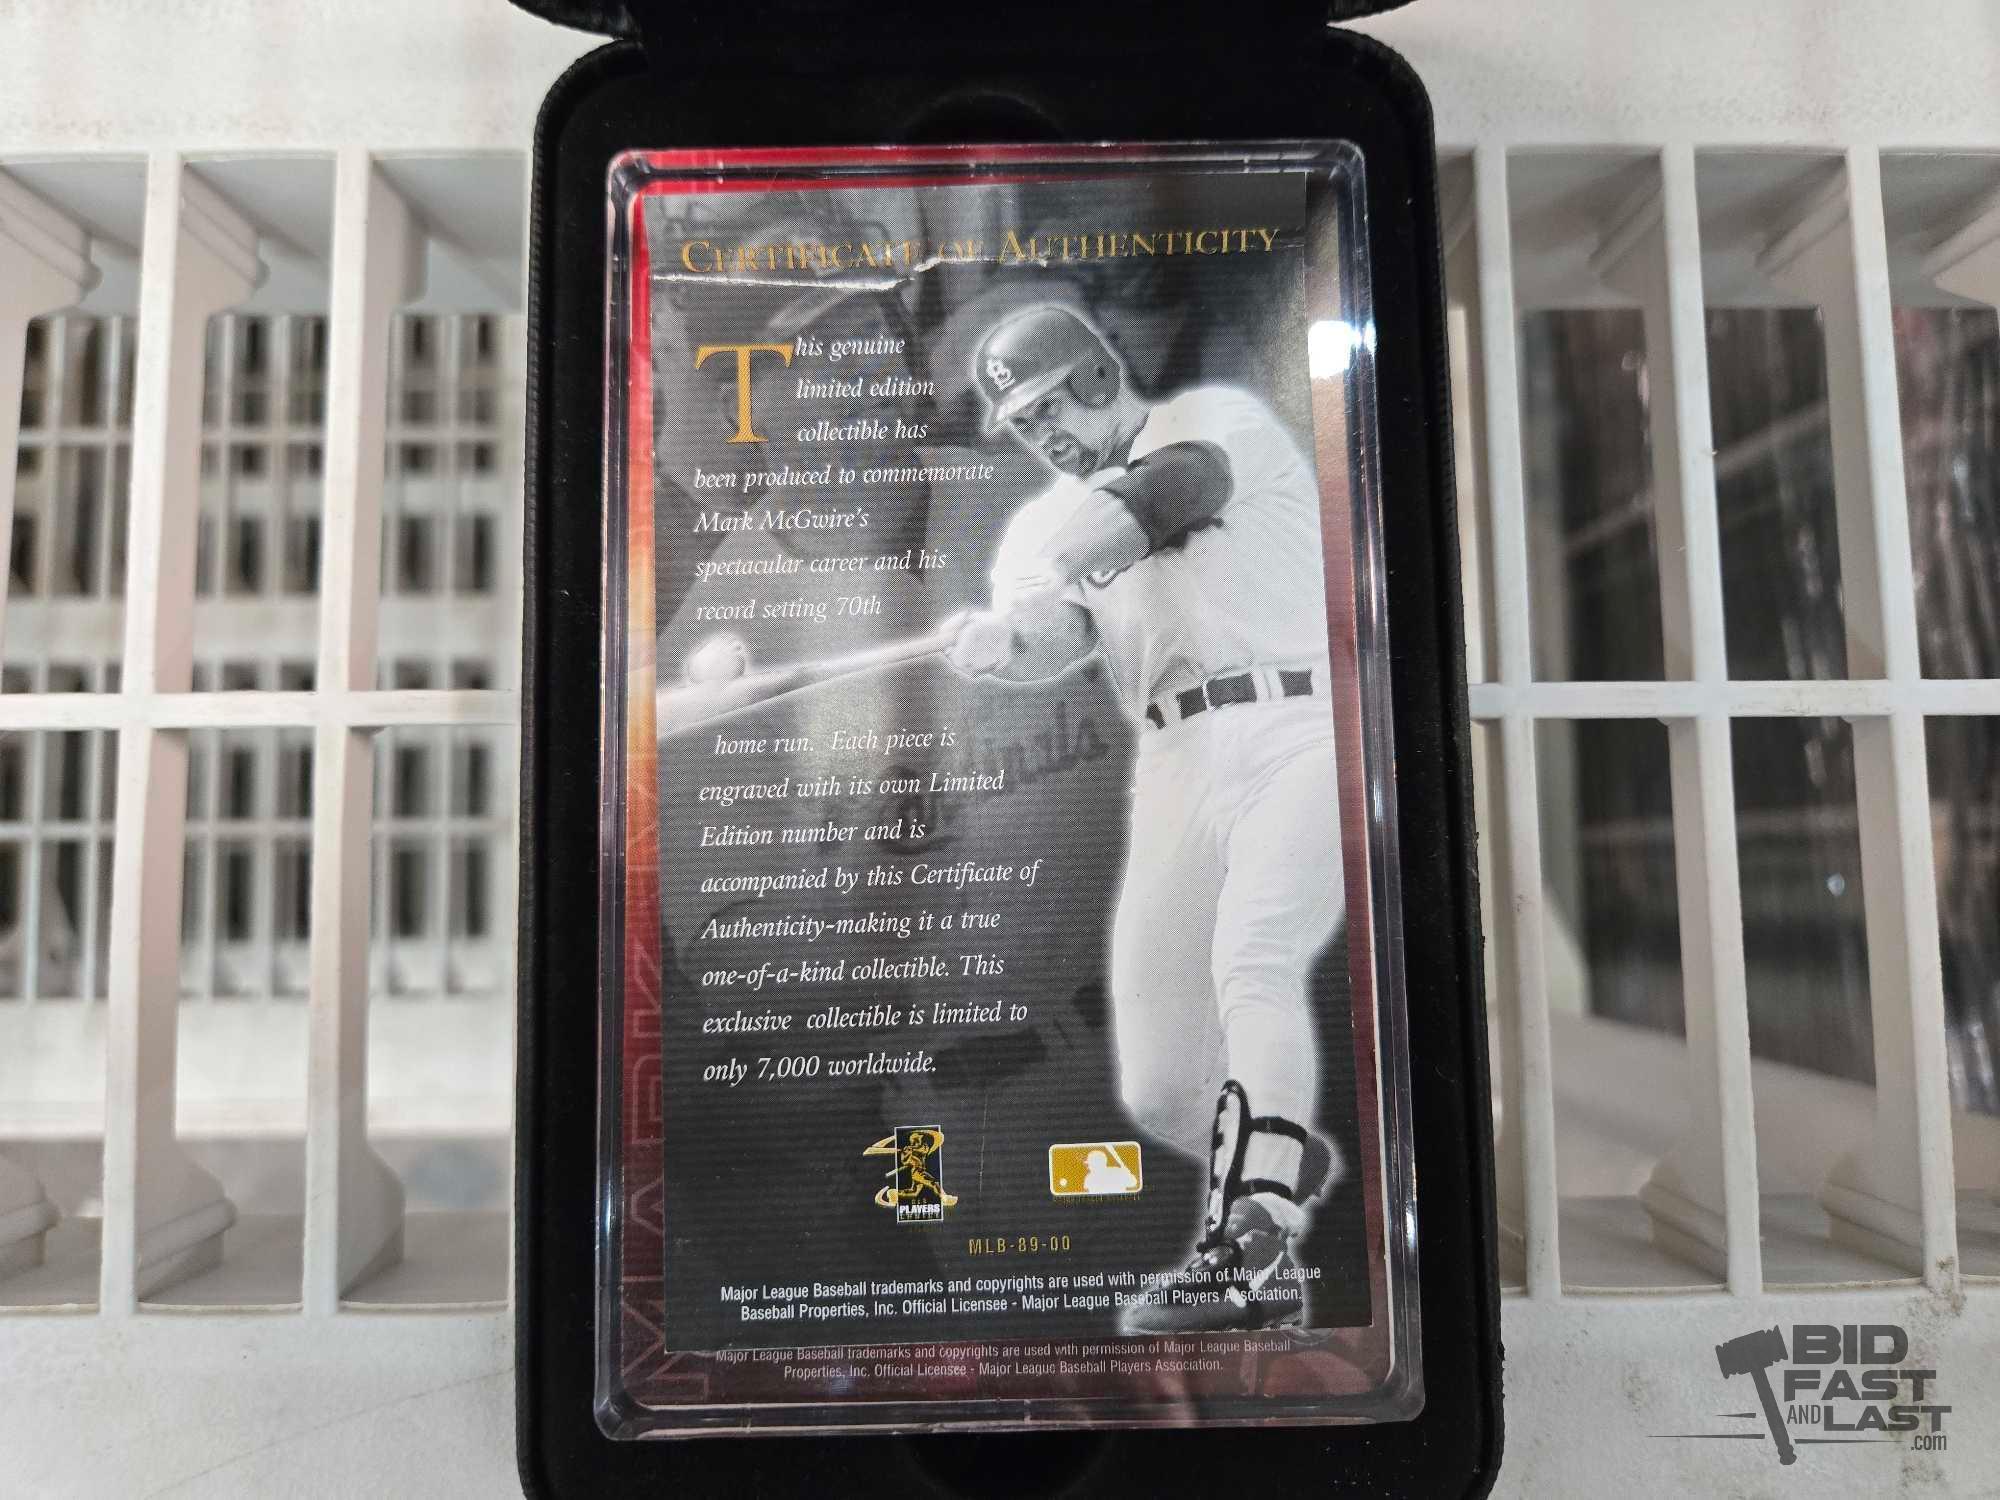 CERTIFICATE OF AUTHENTICITY
This genuine
limited edition
collectible has
been produced to commemorate
Mark McGwire's
spectacular career and his
record setting 70th
home run. Each piece is
engraved with its own Limited
Edition number and is
accompanied by this Certificate of
Authenticity-making it a true
one-of-a-kind collectible. This
exclusive collectible is limited to
only 7,000 worldwide.
Cardinals
PLAYERS
CHOICE
MLB-89-00
Major League Baseball trademarks and copyrights are used with permission of Major League
Baseball Properties, Inc. Official Licensee - Major League Baseball Players Association.
Major League Baseball trademarks and copyrights are used with permission of Major League Baseball
Properties, Inc. Official Licensee - Major League Baseball Players Association.
MARK
BID
FAST
AND LAST
.com